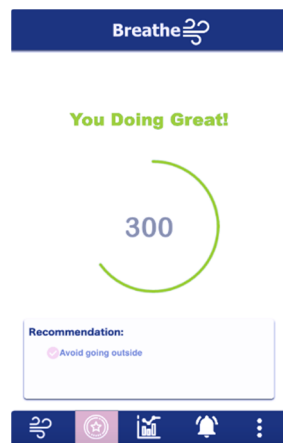 Breathe
You Doing Great!
300
Recommendation:
Avoid going outside